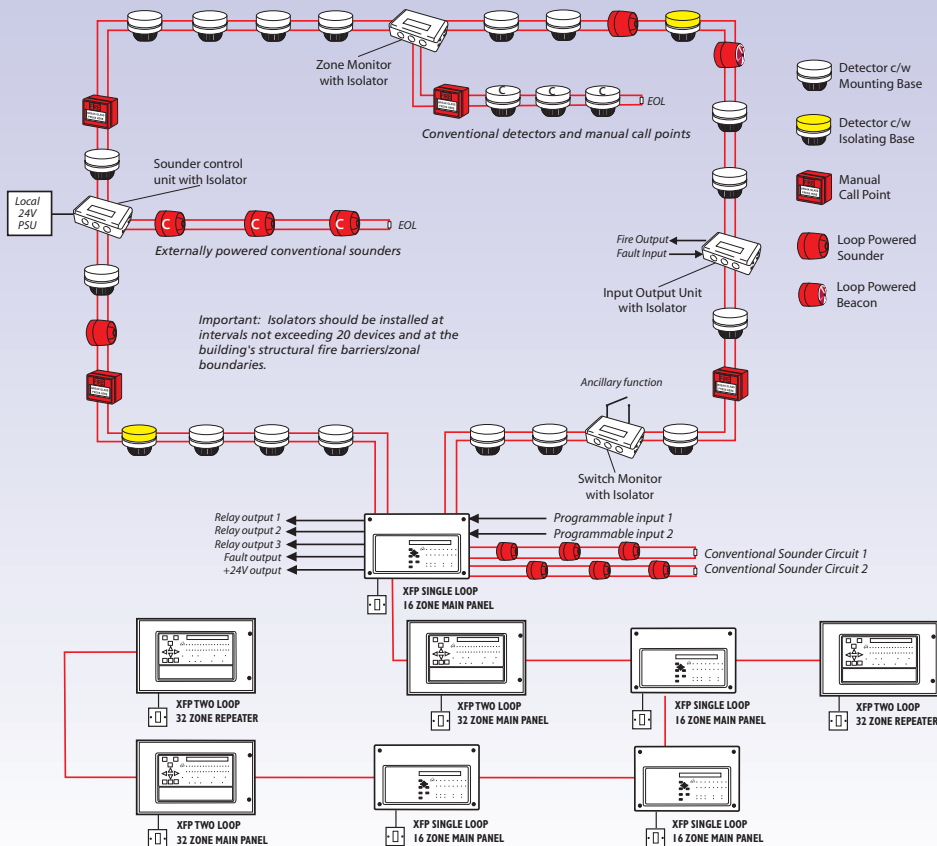 Zone Monitor
with Isolator
C C C
EOL
Conventional detectors and manual call points
Detector c/w
Mounting Base
Detector c/w
Isolating Base
Manual
Call Point
Loop Powered
Sounder
Loop Powered
Beacon
Sounder control
unit with Isolator
Local
24V
PSU
C C C
EOL
Externally powered conventional sounders
Fire Output
Fault Input
Input Output Unit
with Isolator
Important: Isolators should be installed at
intervals not exceeding 20 devices and at the
building's structural fire barriers/zonal
boundaries.
Ancillary function
Switch Monitor
with Isolator
Relay output 1
Relay output 2
Relay output 3
Fault output
+24V output
Programmable input 1
Programmable input 2
Conventional Sounder Circuit 1
Conventional Sounder Circuit 2
XFP SINGLE LOOP
16 ZONE MAIN PANEL
XFP TWO LOOP
32 ZONE REPEATER
XFP TWO LOOP
32 ZONE MAIN PANEL
XFP SINGLE LOOP
16 ZONE MAIN PANEL
XFP TWO LOOP
32 ZONE REPEATER
XFP TWO LOOP
32 ZONE MAIN PANEL
XFP SINGLE LOOP
16 ZONE MAIN PANEL
XFP SINGLE LOOP
16 ZONE MAIN PANEL